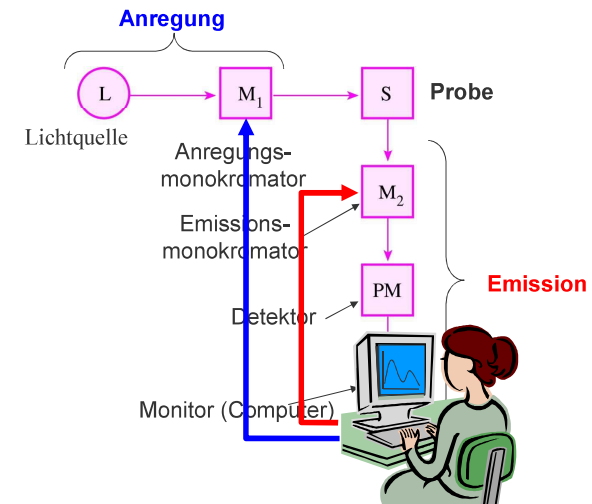 Anregung
L
M1
S
Probe
Lichtquelle
Anregungs-
monokromator
M2
Emissions-
monokromator
Emission
PM
Detektor
Monitor (Computer)